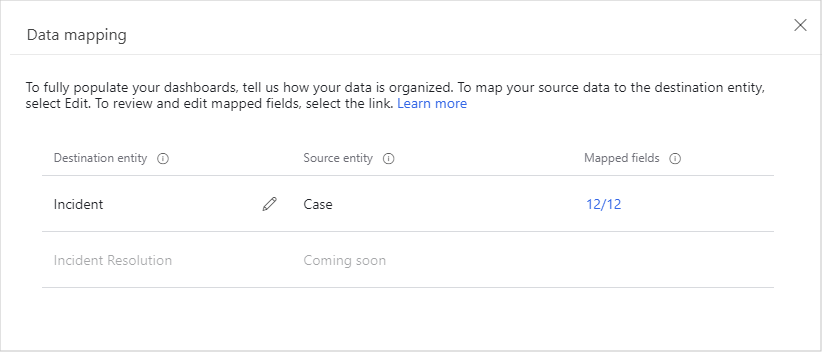 Data mapping
To fully populate your dashboards, tell us how your data is organized. To map your source data to the destination entity,
select Edit. To review and edit mapped fields, select the link. Learn more
Destination entity Source entity Mapped fields
Incident Case 12/12
Incident Resolution Coming soon